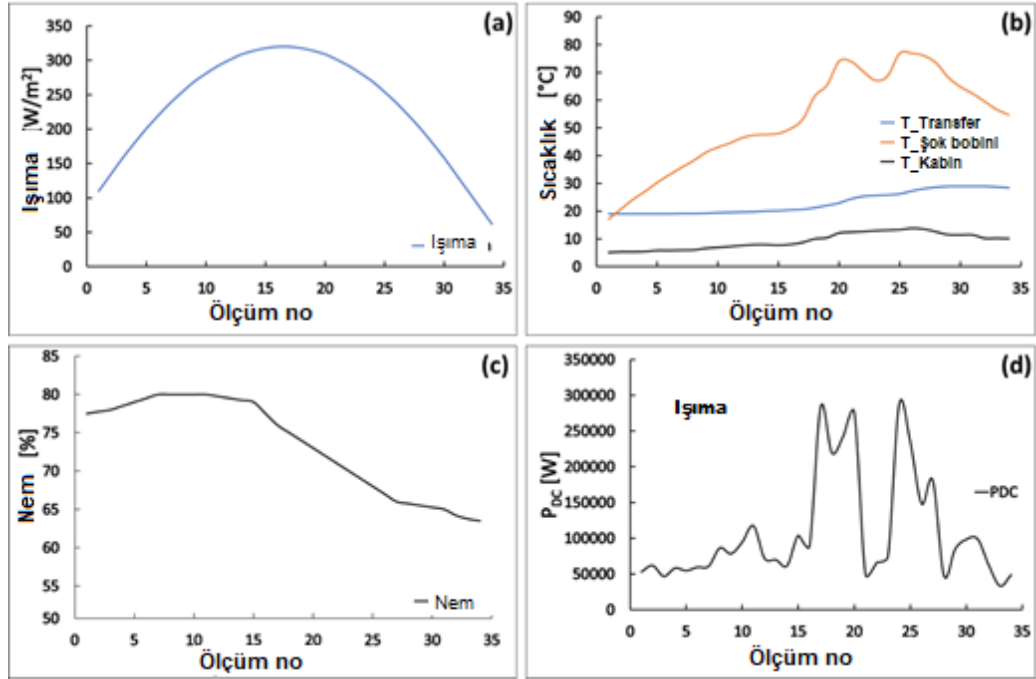 (a)
Işıma [W/m²]
350
300
250
200
150
100
50
0
0 5 10 15 20 25 30 35
Işıma
Ölçüm no
(b)
Sıcaklık [°C]
90
80
70
60
50
40
30
20
10
0
0 5 10 15 20 25 30 35
T_Transfer
T_Şok bobini
T_Kabin
Ölçüm no
(c)
Nem [%]
85
80
75
70
65
60
55
50
0 5 10 15 20 25 30 35
Nem
Ölçüm no
(d)
Işıma
PDC [W]
350000
300000
250000
200000
150000
100000
50000
0
0 5 10 15 20 25 30 35
PDC
Ölçüm no